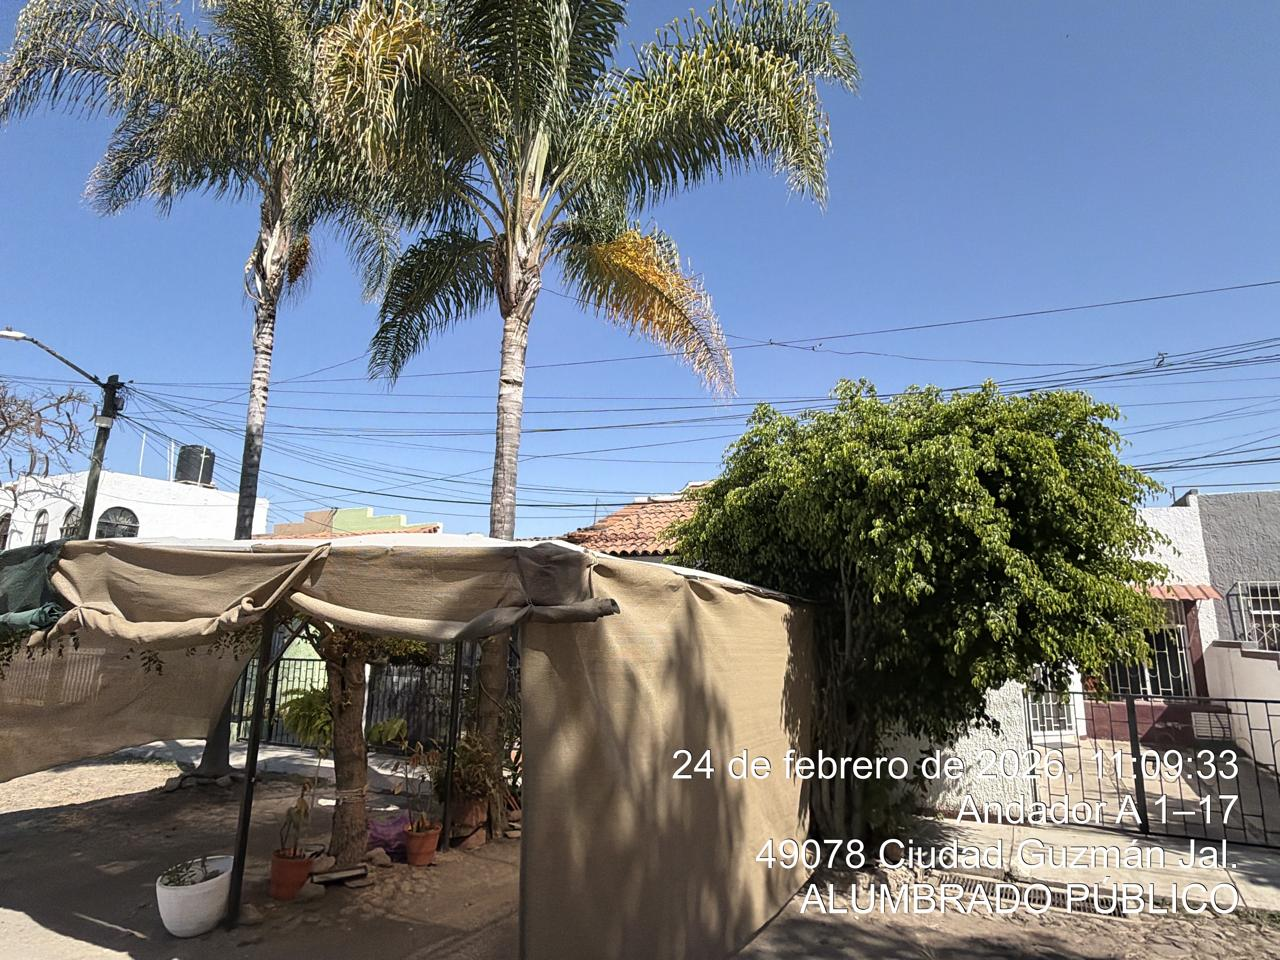 24 de febrero de 2026, 11:09:33
Andador A 1–17
49078 Ciudad Guzmán Jal.
ALUMBRADO PÚBLICO